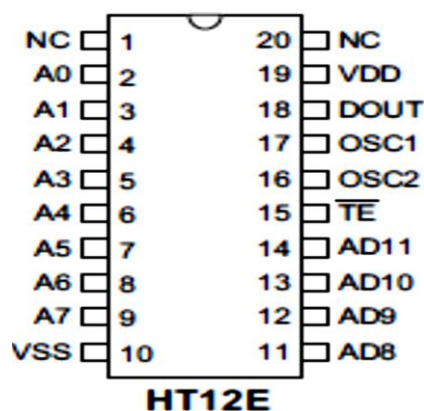 NC 1 20 NC
A0 2 19 VDD
A1 3 18 DOUT
A2 4 17 OSC1
A3 5 16 OSC2
A4 6 15 TE
A5 7 14 AD11
A6 8 13 AD10
A7 9 12 AD9
VSS 10 11 AD8
HT12E